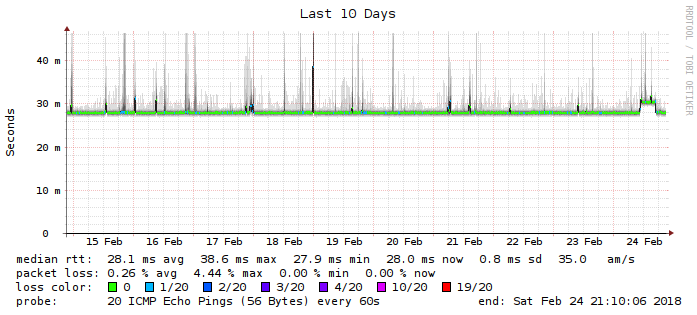 Last 10 Days
RRDTOOL / TOBI OETIKER
Seconds
40 m
30 m
20 m
10 m
0
15 Feb 16 Feb 17 Feb 18 Feb 19 Feb 20 Feb 21 Feb 22 Feb 23 Feb 24 Feb
median rtt: 28.1 ms avg 38.6 ms max 27.9 ms min 28.0 ms now 0.8 ms sd 35.0 am/s
packet loss: 0.26 % avg 4.44 % max 0.00 % min 0.00 % now
loss color: 0 1/20 2/20 3/20 4/20 10/20 19/20
probe: 20 ICMP Echo Pings (56 Bytes) every 60s end: Sat Feb 24 21:10:06 2018